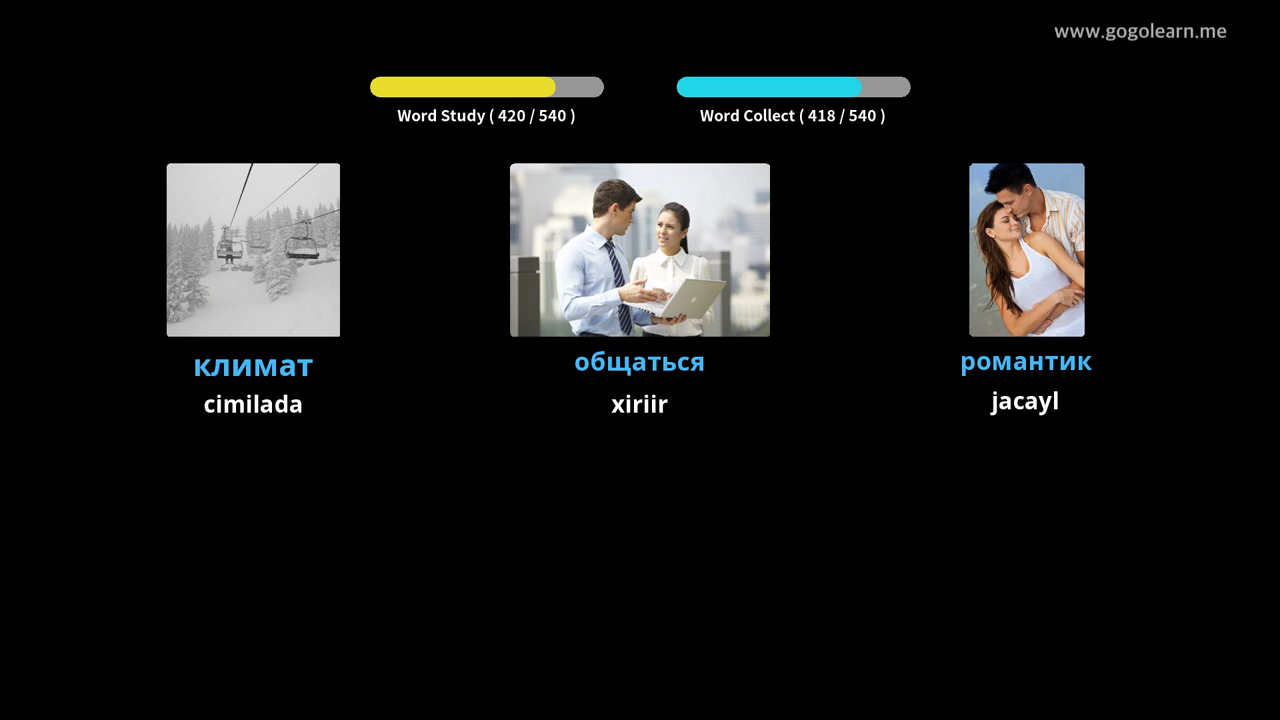 www.gogolearn.me
Word Study ( 420 / 540 )
Word Collect ( 418 / 540 )
климат
общаться
романтик
cimilada
xiriir
jacayl